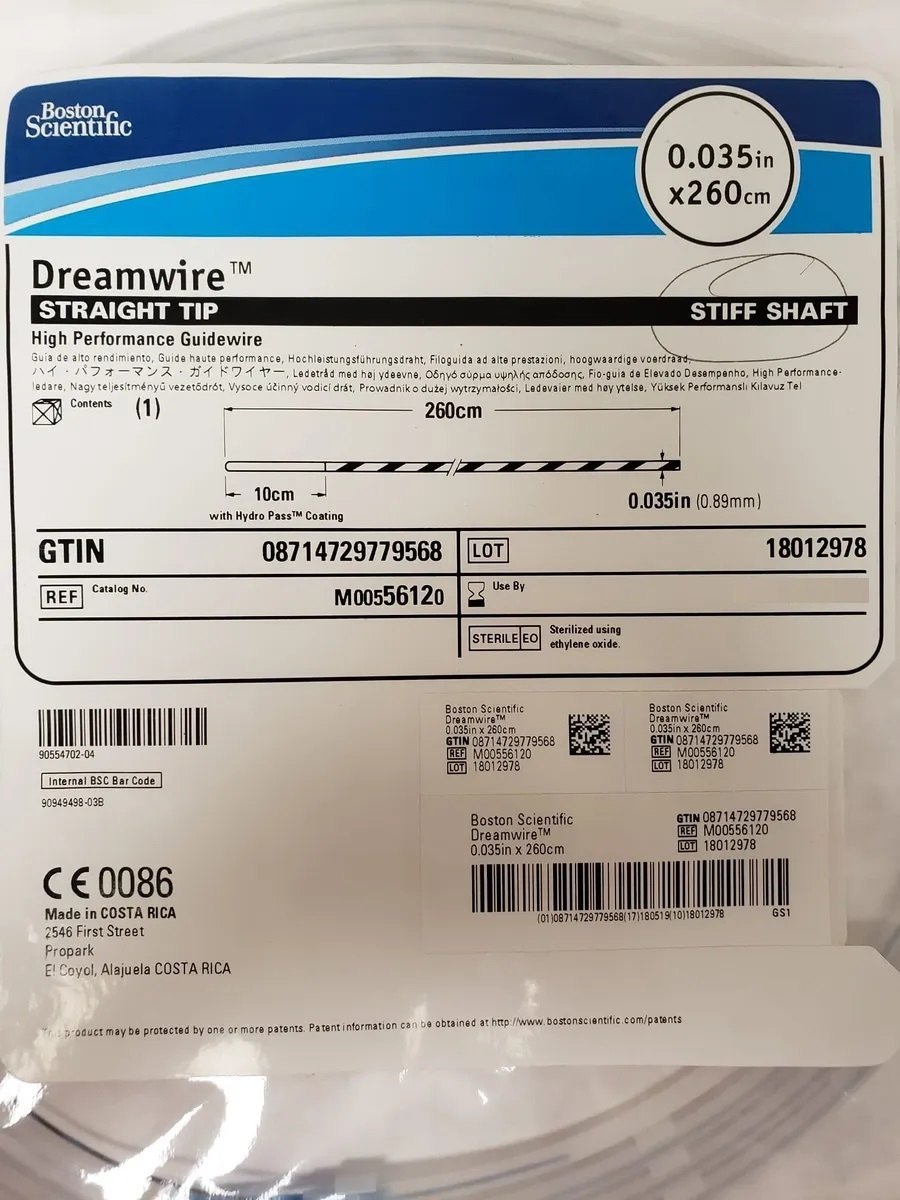 Boston
Scientific
0.035in
x260cm
Dreamwire™
STRAIGHT TIP STIFF SHAFT
High Performance Guidewire
Guia de alto rendimiento, Guide haute performance, Hochleistungsführungsdraht, Filoguida ad alte prestazioni, hoogwaardige voerdraad,
ハイ・パフォーマンス・ガイドワイヤー, Ledetråd med høj ydeevne, Οδηγό σύρμα υψηλής απόδοσης, Fio-guia de Elevado Desempenho, High Performance-
ledare, Nagy teljesítményű vezetődrót, Vysoce účinný vodicí drát, Prowadnik o dużej wytrzymałości, Ledevaier med høy ytelse, Yüksek Performanslı Kılavuz Tel
Contents (1)
260cm
10cm
with Hydro Pass™ Coating
0.035in (0.89mm)
GTIN 08714729779568 LOT 18012978
REF Catalog No. M00556120 Use By
STERILE EO Sterilized using
ethylene oxide.
90554702-04
Internal BSC Bar Code
90949498-03B
Boston Scientific
Dreamwire™
0.035in x 260cm
GTIN 08714729779568
REF M00556120
LOT 18012978
Boston Scientific
Dreamwire™
0.035in x 260cm
GTIN 08714729779568
REF M00556120
LOT 18012978
Boston Scientific GTIN 08714729779568
Dreamwire™ REF M00556120
0.035in x 260cm LOT 18012978
(01)08714729779568(17)180519(10)18012978 GS1
CE 0086
Made in COSTA RICA
2546 First Street
Propark
El Coyol, Alajuela COSTA RICA
This product may be protected by one or more patents. Patent information can be obtained at http://www.bostonscientific.com/patents